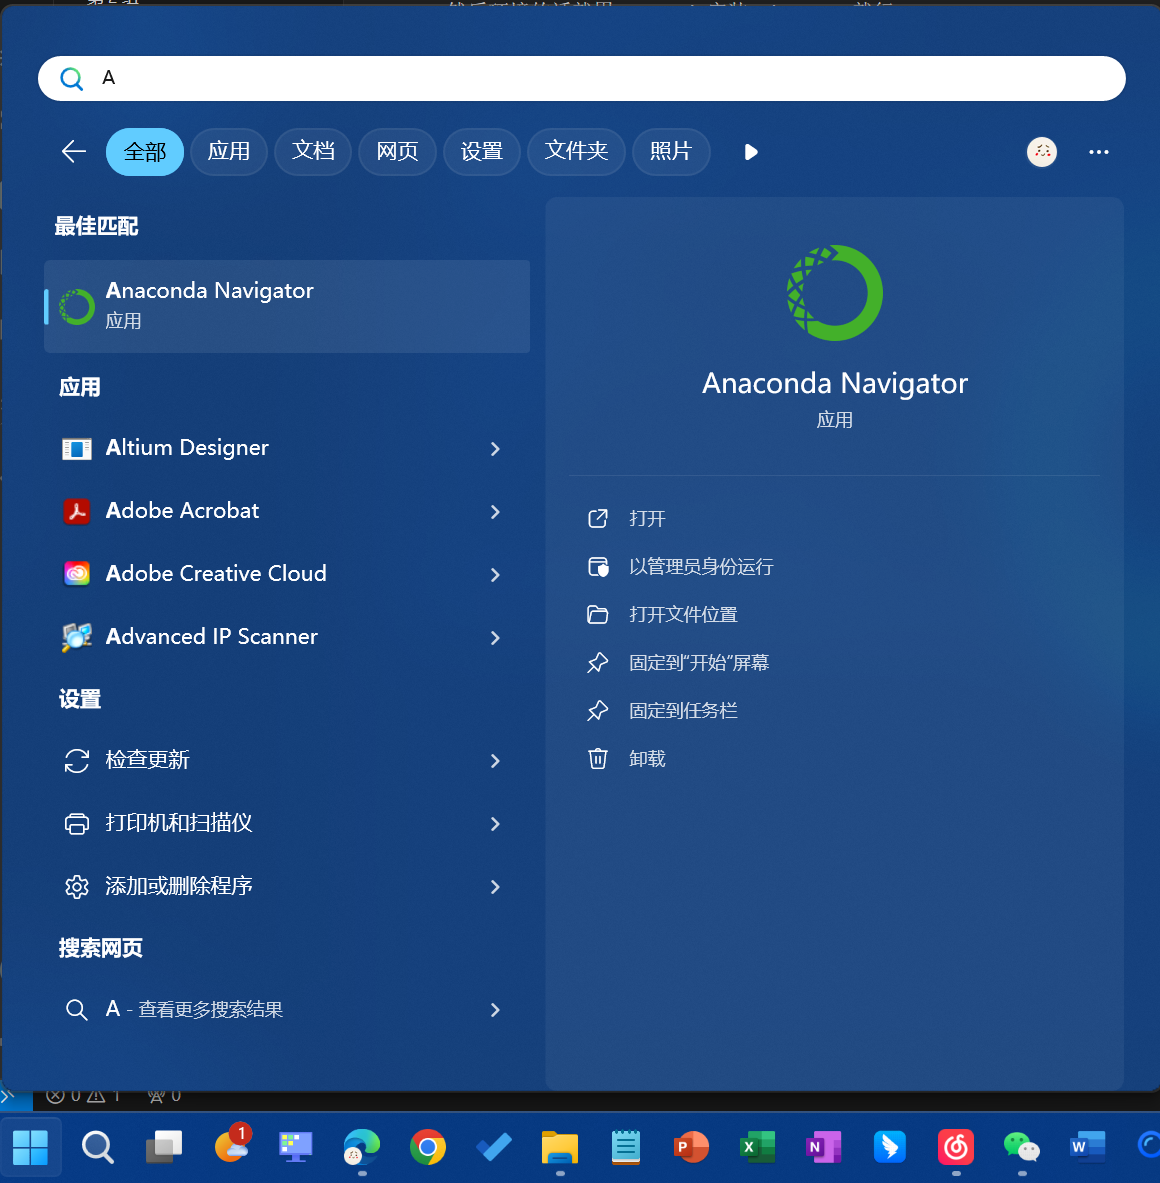 A
全部
应用
文档
网页
设置
文件夹
照片
最佳匹配
Anaconda Navigator
应用
应用
Altium Designer
Adobe Acrobat
Adobe Creative Cloud
Advanced IP Scanner
设置
检查更新
打印机和扫描仪
添加或删除程序
搜索网页
A - 查看更多搜索结果
Anaconda Navigator
应用
打开
以管理员身份运行
打开文件位置
固定到“开始”屏幕
固定到任务栏
卸载
0 1 0
1
P
X
N
W